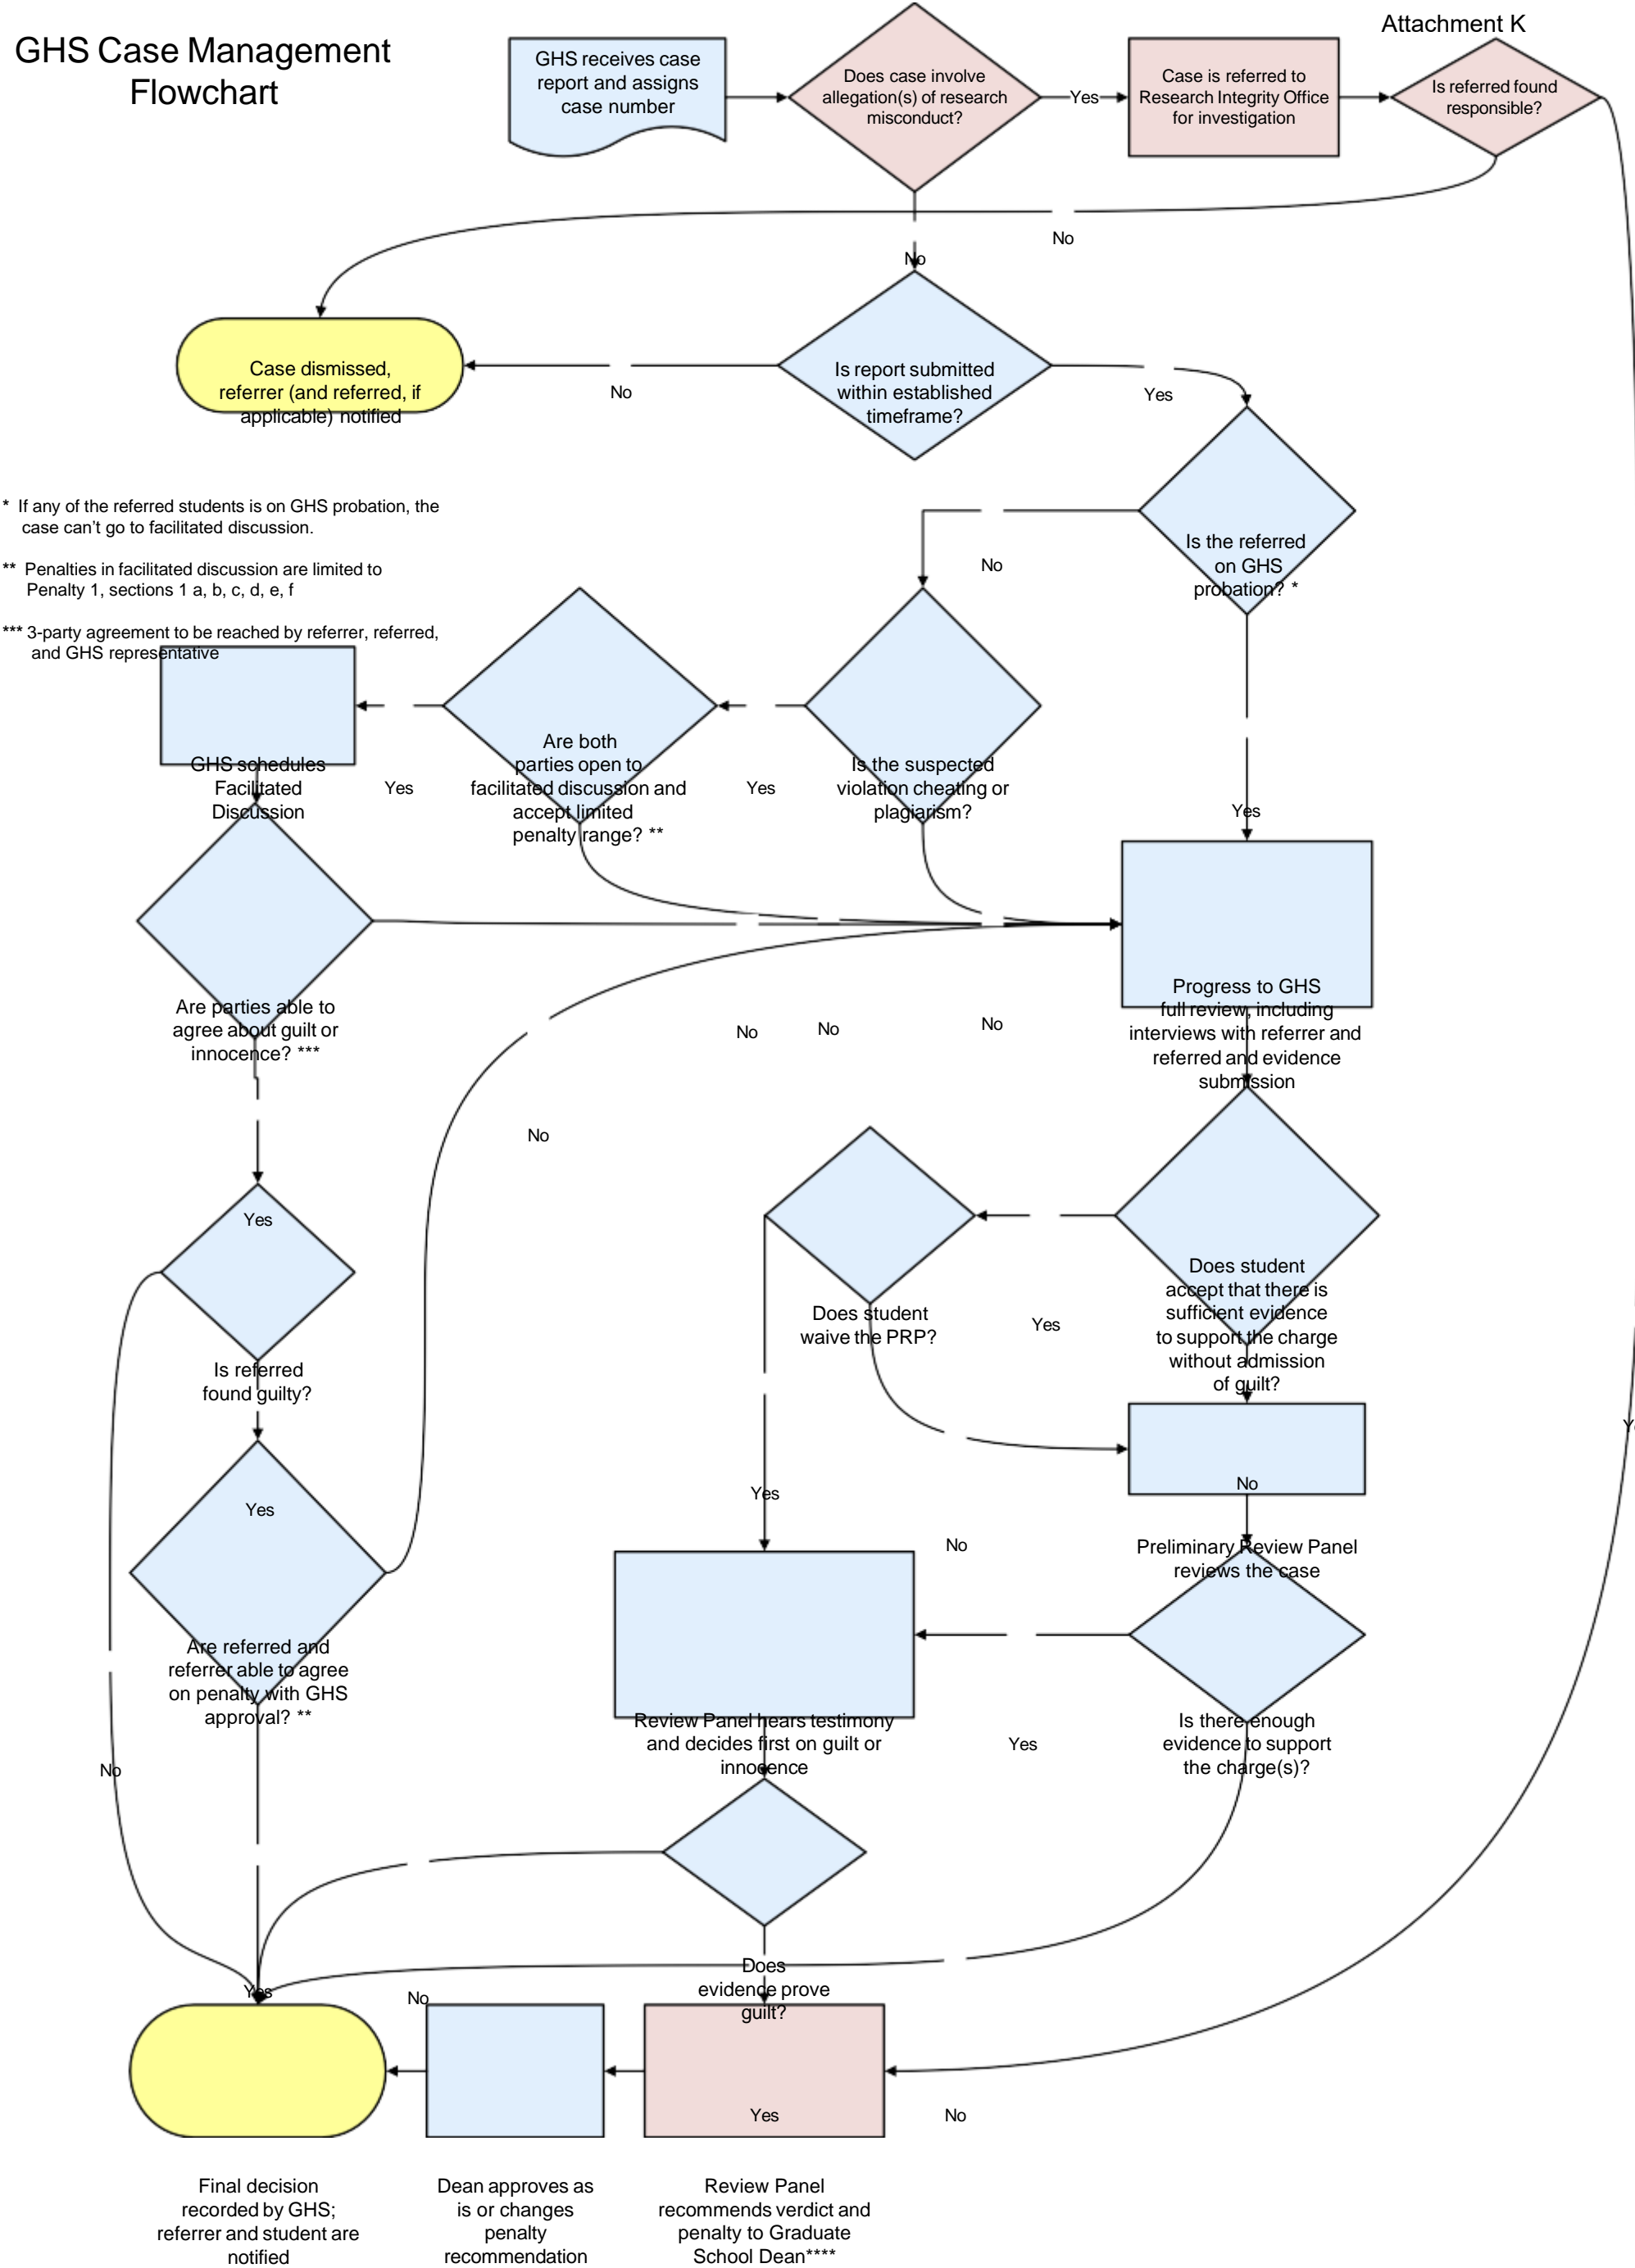 Attachment K
GHS Case Management
Flowchart
GHS receives case
report and assigns
case number
Does case involve
allegation(s) of research
misconduct?
Yes
Case is referred to
Research Integrity Office
for investigation
Is referred found
responsible?
No
No
Case dismissed,
referrer (and referred, if
applicable) notified
No
Is report submitted
within established
timeframe?
Yes
* If any of the referred students is on GHS probation, the
case can't go to facilitated discussion.
** Penalties in facilitated discussion are limited to
Penalty 1, sections 1 a, b, c, d, e, f
*** 3-party agreement to be reached by referrer, referred,
and GHS representative
Is the referred
on GHS
probation? *
No
GHS schedules
Facilitated
Discussion
Yes
Are both
parties open to
facilitated discussion and
accept limited
penalty range? **
Yes
Is the suspected
violation cheating or
plagiarism?
Yes
Are parties able to
agree about guilt or
innocence? ***
No
No
No
Progress to GHS
full review, including
interviews with referrer and
referred and evidence
submission
No
Yes
Does student
waive the PRP?
Yes
Does student
accept that there is
sufficient evidence
to support the charge
without admission
of guilt?
Is referred
found guilty?
Yes
Yes
No
No
Preliminary Review Panel
reviews the case
Are referred and
referrer able to agree
on penalty with GHS
approval? **
Review Panel hears testimony
and decides first on guilt or
innocence
Yes
Is there enough
evidence to support
the charge(s)?
No
Does
evidence prove
guilt?
Yes
No
Yes
No
Final decision
recorded by GHS;
referrer and student are
notified
Dean approves as
is or changes
penalty
recommendation
Review Panel
recommends verdict and
penalty to Graduate
School Dean****